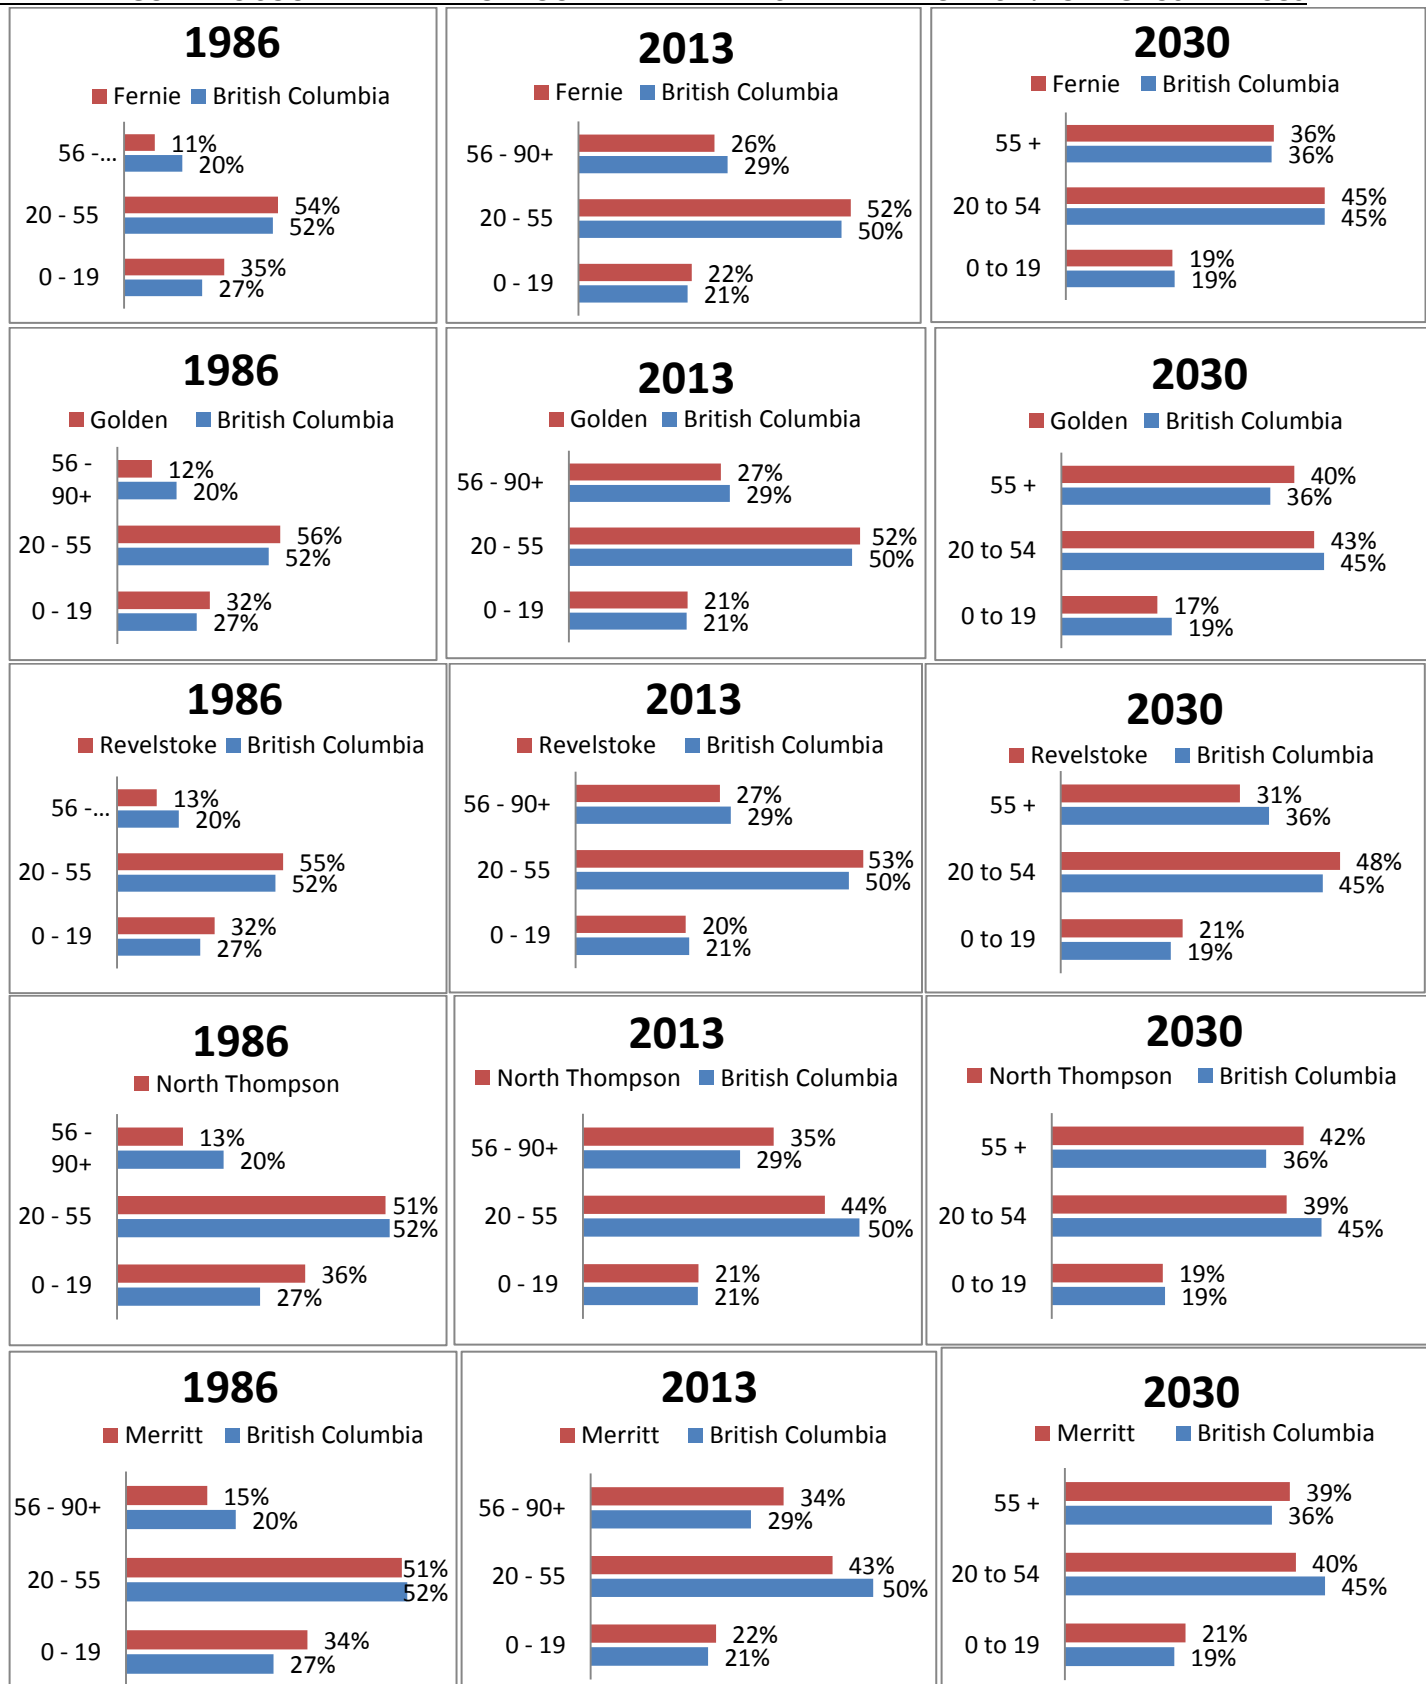 1986
Fernie British Columbia
56 -... 11%
20%
20 - 55 54%
52%
0 - 19 35%
27%
2013
Fernie British Columbia
56 - 90+ 26%
29%
20 - 55 52%
50%
0 - 19 22%
21%
2030
Fernie British Columbia
55 + 36%
36%
20 to 54 45%
45%
0 to 19 19%
19%
1986
Golden British Columbia
56 -
90+ 12%
20%
20 - 55 56%
52%
0 - 19 32%
27%
2013
Golden British Columbia
56 - 90+ 27%
29%
20 - 55 52%
50%
0 - 19 21%
21%
2030
Golden British Columbia
55 + 40%
36%
20 to 54 43%
45%
0 to 19 17%
19%
1986
Revelstoke British Columbia
56 -... 13%
20%
20 - 55 55%
52%
0 - 19 32%
27%
2013
Revelstoke British Columbia
56 - 90+ 27%
29%
20 - 55 53%
50%
0 - 19 20%
21%
2030
Revelstoke British Columbia
55 + 31%
36%
20 to 54 48%
45%
0 to 19 21%
19%
1986
North Thompson
56 -
90+ 13%
20%
20 - 55 51%
52%
0 - 19 36%
27%
2013
North Thompson British Columbia
56 - 90+ 35%
29%
20 - 55 44%
50%
0 - 19 21%
21%
2030
North Thompson British Columbia
55 + 42%
36%
20 to 54 39%
45%
0 to 19 19%
19%
1986
Merritt British Columbia
56 - 90+ 15%
20%
20 - 55 51%
52%
0 - 19 34%
27%
2013
Merritt British Columbia
56 - 90+ 34%
29%
20 - 55 43%
50%
0 - 19 22%
21%
2030
Merritt British Columbia
55 + 39%
36%
20 to 54 40%
45%
0 to 19 21%
19%